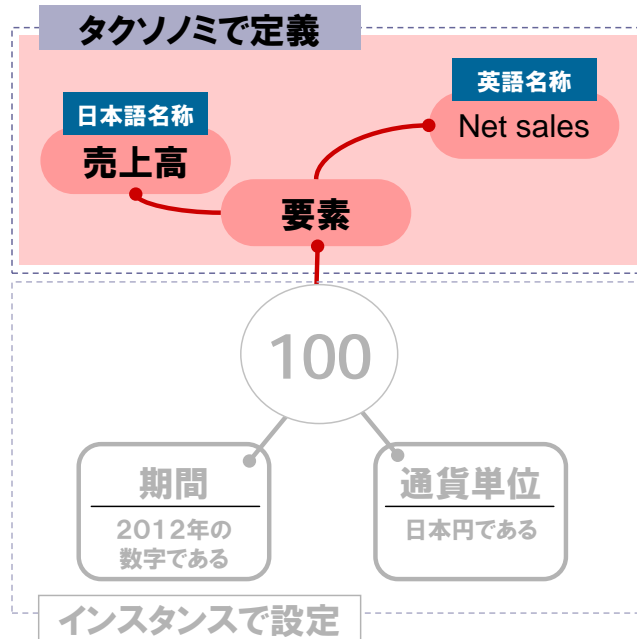 タクソノミで定義
英語名称
Net sales
日本語名称
売上高
要素
100
期間
2012年の
数字である
通貨単位
日本円である
インスタンスで設定